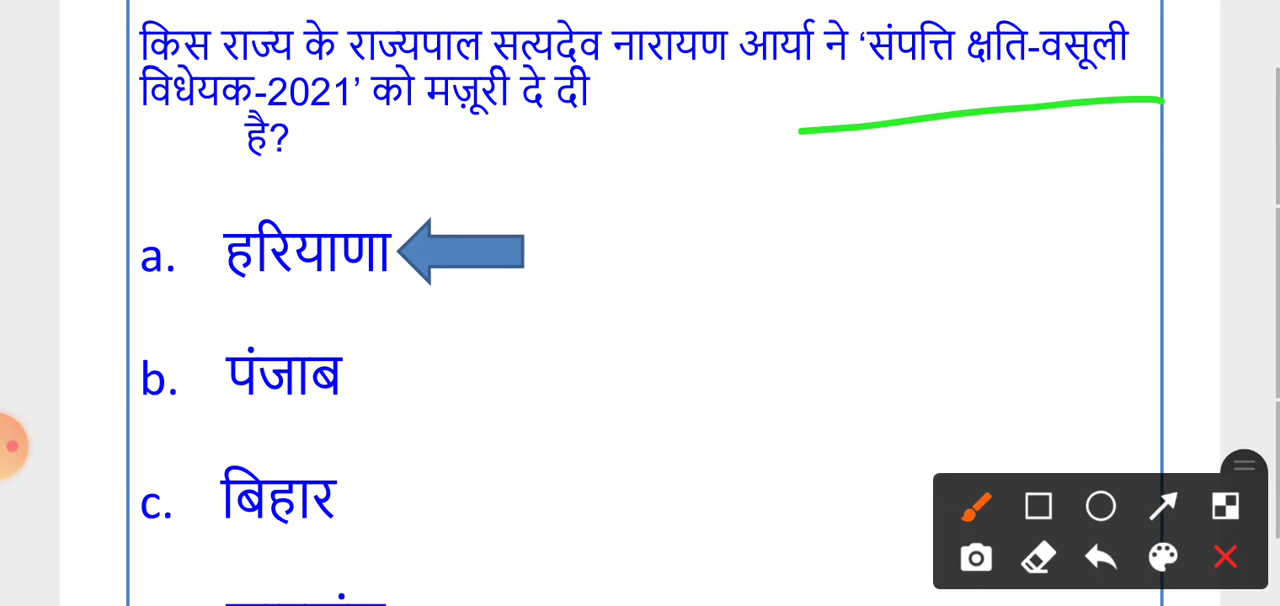 किस राज्य के राज्यपाल सत्यदेव नारायण आर्या ने ‘संपत्ति क्षति-वसूली
विधेयक-2021’ को मज़ूरी दे दी
है?
a. हरियाणा
b. पंजाब
c. बिहार